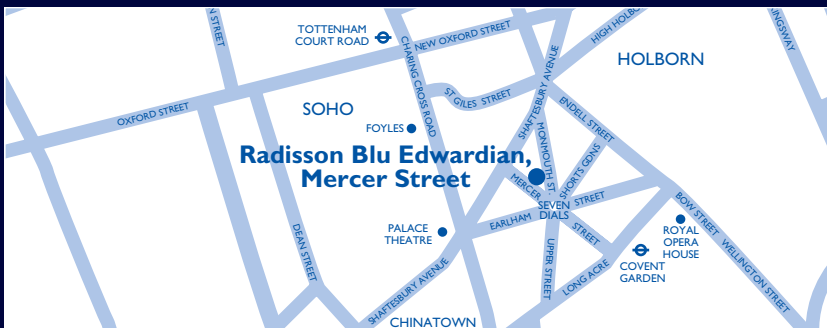 N STREET
TOTTENHAM
COURT ROAD
NEW OXFORD STREET
CHARING CROSS ROAD
HIGH HOLBO
INGSWAY
HOLBORN
OXFORD STREET
SOHO
ST GILES STREET
SHAFTESBURY AVENUE
ENDELL STREET
FOYLES
MONMOUTH ST.
SHORTS GDNS
Radisson Blu Edwardian,
Mercer Street
MERCER
STREET
SEVEN
DIALS
EARLHAM
STREET
DEAN STREET
PALACE
THEATRE
UPPER STREET
BOW STREET
ROYAL
OPERA
HOUSE
WELLINGTON STREET
LONG ACRE
COVENT
GARDEN
SHAFTESBURY AVENUE
CHINATOWN